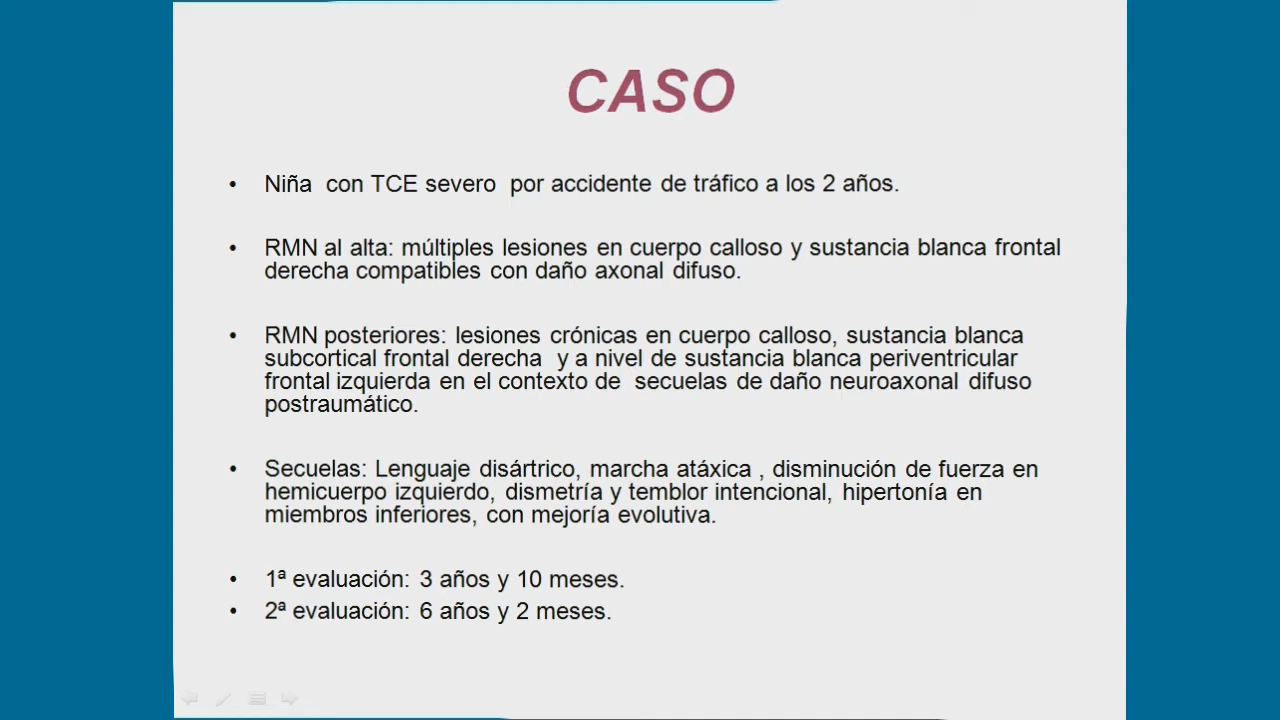 CASO
• Niña con TCE severo por accidente de tráfico a los 2 años.
• RMN al alta: múltiples lesiones en cuerpo calloso y sustancia blanca frontal
derecha compatibles con daño axonal difuso.
• RMN posteriores: lesiones crónicas en cuerpo calloso, sustancia blanca
subcortical frontal derecha y a nivel de sustancia blanca periventricular
frontal izquierda en el contexto de secuelas de daño neuroaxonal difuso
postraumático.
• Secuelas: Lenguaje disártrico, marcha atáxica , disminución de fuerza en
hemicuerpo izquierdo, dismetría y temblor intencional, hipertonía en
miembros inferiores, con mejoría evolutiva.
• 1ª evaluación: 3 años y 10 meses.
• 2ª evaluación: 6 años y 2 meses.